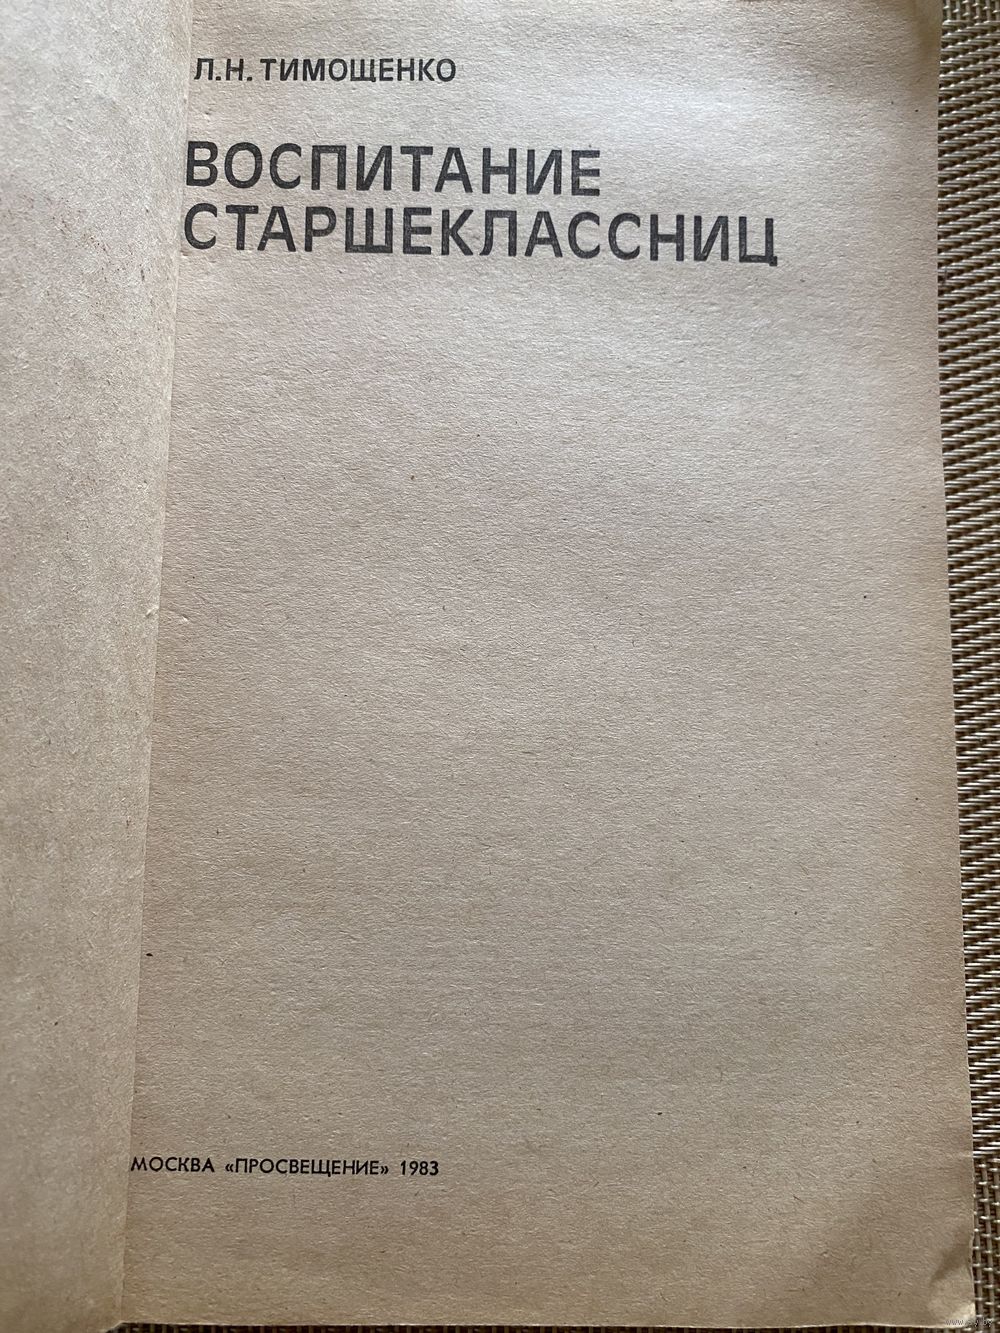 Л.Н. ТИМОЩЕНКО
ВОСПИТАНИЕ
СТАРШЕКЛАССНИЦ
МОСКВА «ПРОСВЕЩЕНИЕ» 1983